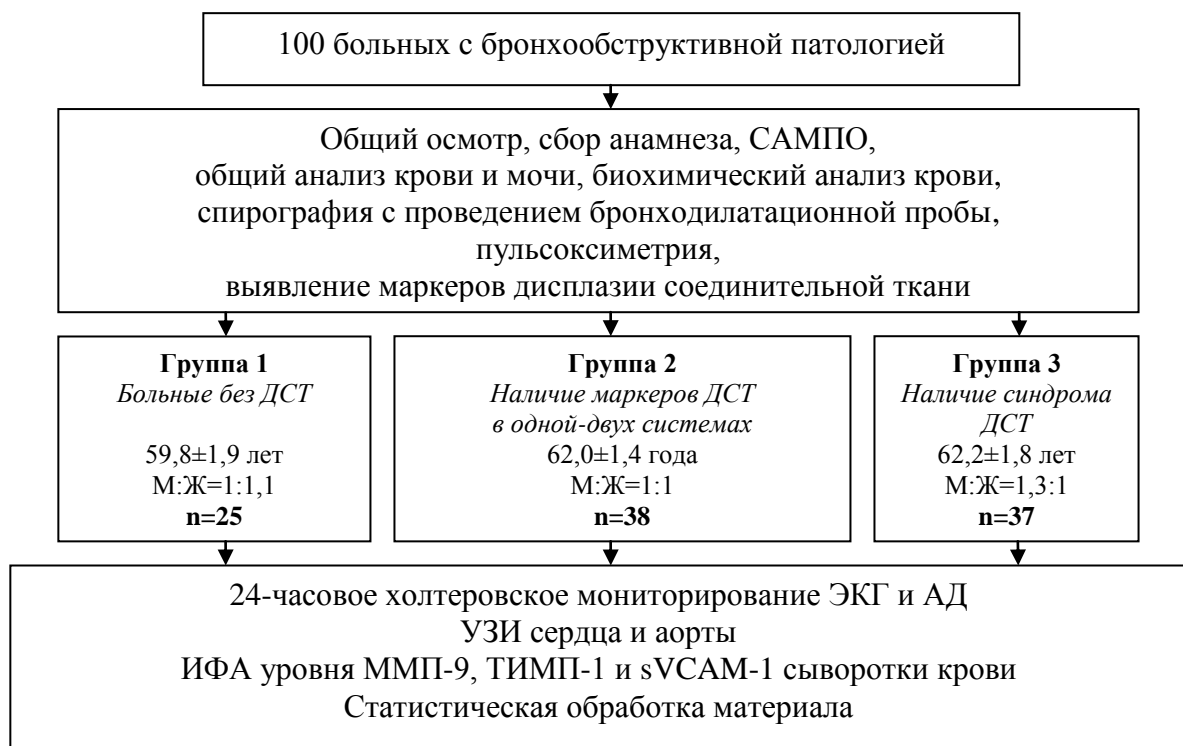 100 больных с бронхообструктивной патологией
Общий осмотр, сбор анамнеза, САМПО,
общий анализ крови и мочи, биохимический анализ крови,
спирография с проведением бронходилатационной пробы,
пульсоксиметрия,
выявление маркеров дисплазии соединительной ткани
Группа 1
Больные без ДСТ
59,8±1,9 лет
М:Ж=1:1,1
n=25
Группа 2
Наличие маркеров ДСТ
в одной-двух системах
62,0±1,4 года
М:Ж=1:1
n=38
Группа 3
Наличие синдрома
ДСТ
62,2±1,8 лет
М:Ж=1,3:1
n=37
24-часовое холтеровское мониторирование ЭКГ и АД
УЗИ сердца и аорты
ИФА уровня ММП-9, ТИМП-1 и sVCAM-1 сыворотки крови
Статистическая обработка материала